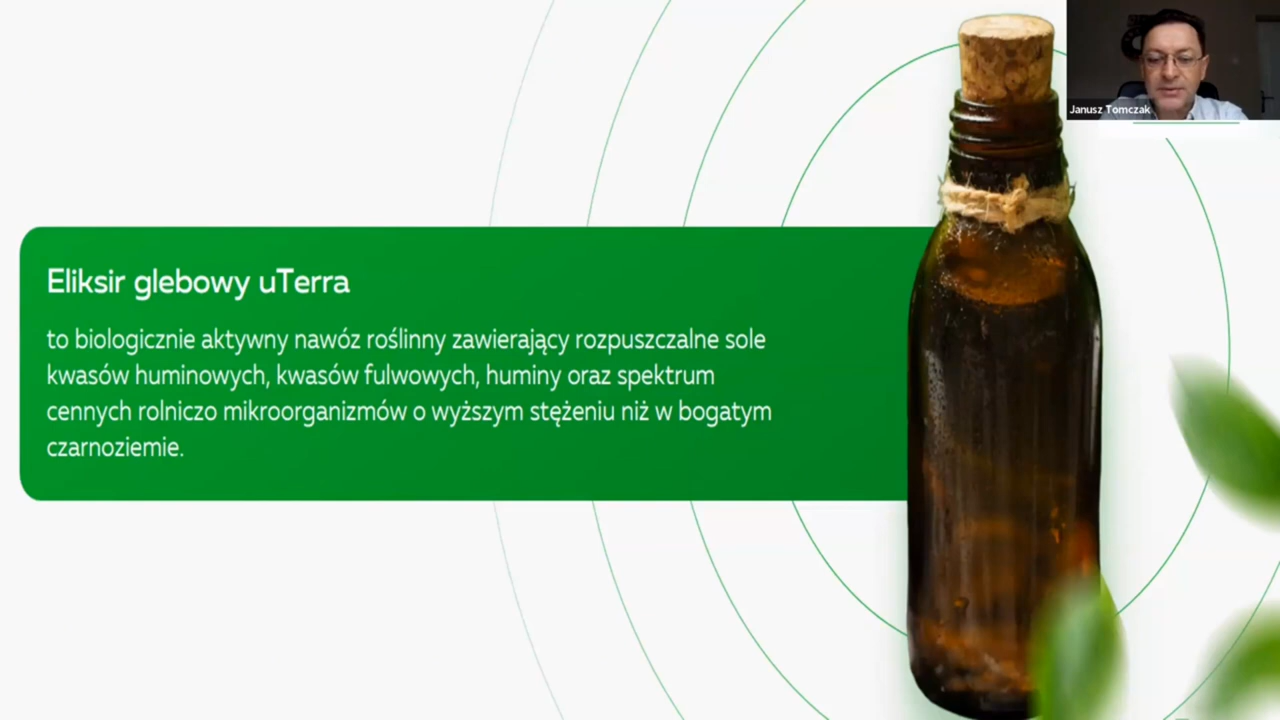 Janusz Tomczak
Eliksir glebowy uTerra
to biologicznie aktywny nawóz roślinny zawierający rozpuszczalne sole
kwasów huminowych, kwasów fulwowych, huminy oraz spektrum
cennych rolniczo mikroorganizmów o wyższym stężeniu niż w bogatym
czarnoziemie.